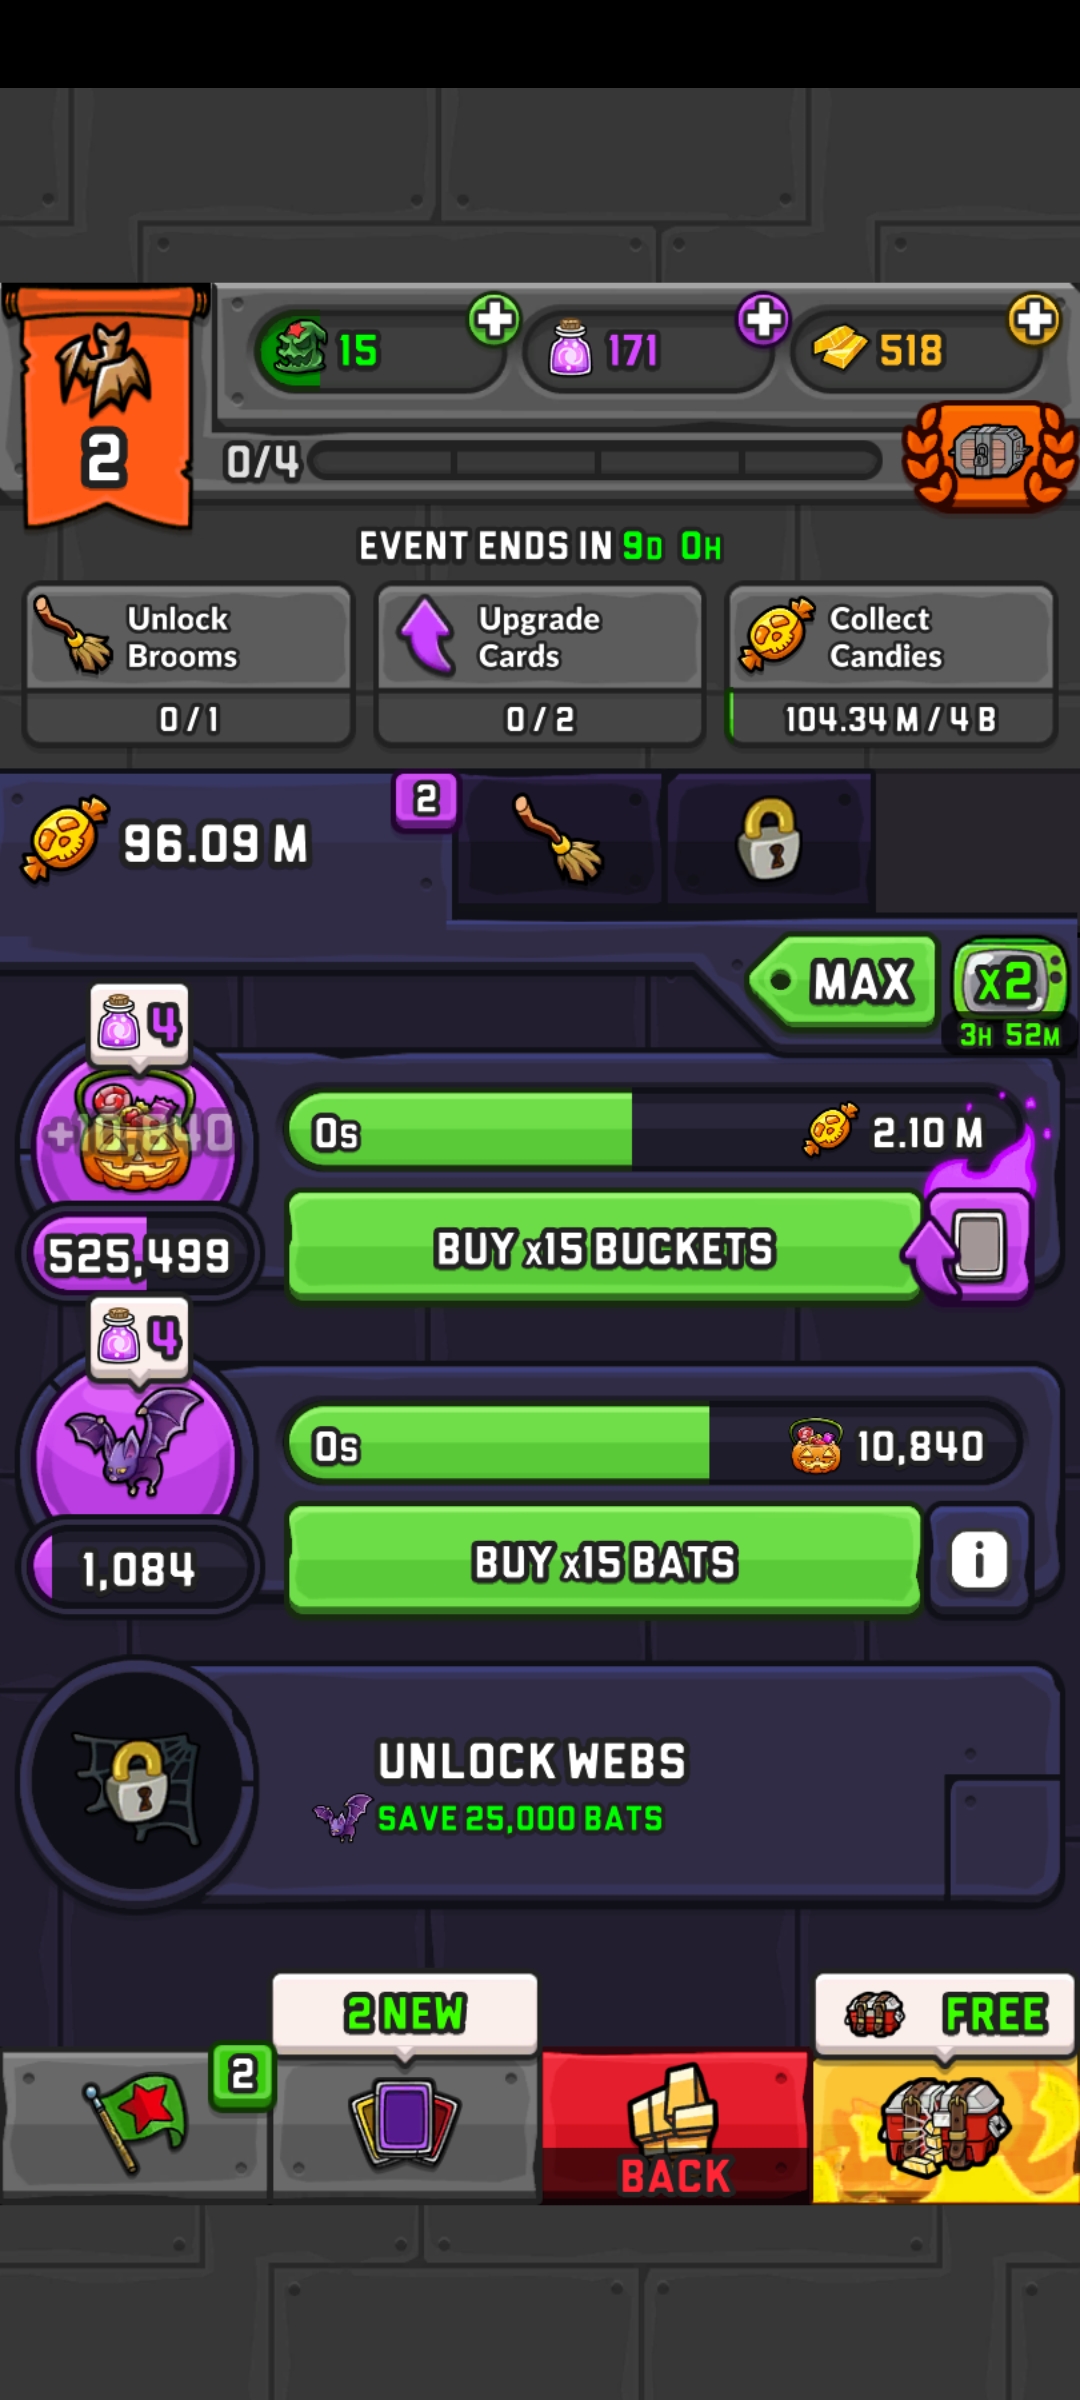 15
171
518
2
0/4
EVENT ENDS IN 9D 0H
Unlock Brooms
0 / 1
Upgrade Cards
0 / 2
Collect Candies
104.34 M / 4 B
96.09 M
2
MAX
x2
3H 52M
4
+10,840
0s
2.10 M
525,499
BUY x15 BUCKETS
4
0s
10,840
1,084
BUY x15 BATS
i
UNLOCK WEBS
SAVE 25,000 BATS
2
2 NEW
BACK
FREE